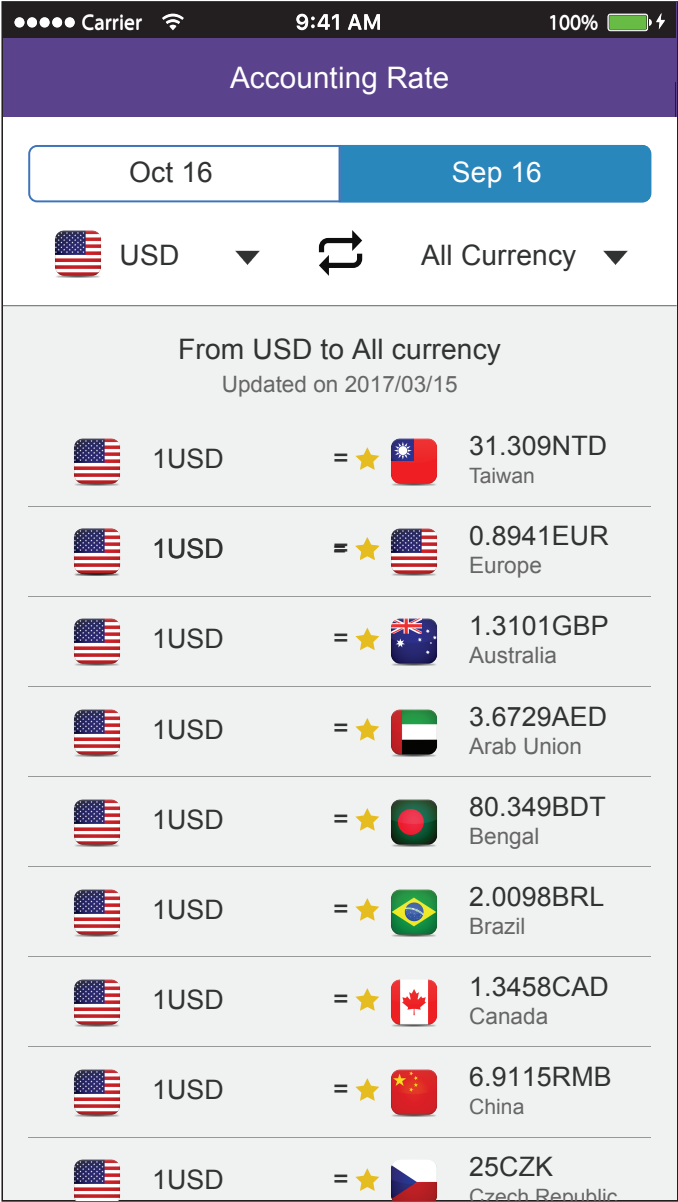 Carrier 9:41 AM 100%
Accounting Rate
Oct 16 Sep 16
USD All Currency
From USD to All currency
Updated on 2017/03/15
1USD = 31.309NTD
Taiwan
1USD = 0.8941EUR
Europe
1USD = 1.3101GBP
Australia
1USD = 3.6729AED
Arab Union
1USD = 80.349BDT
Bengal
1USD = 2.0098BRL
Brazil
1USD = 1.3458CAD
Canada
1USD = 6.9115RMB
China
1USD = 25CZK
Czech Republic